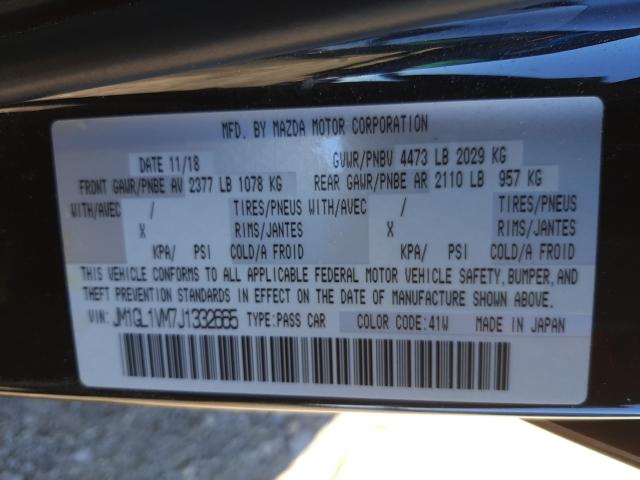 MFD. BY MAZDA MOTOR CORPORATION
DATE 11/18 GVWR/PNBV 4473 LB 2029 KG
FRONT GAWR/PNBE AV 2377 LB 1078 KG REAR GAWR/PNBE AR 2110 LB 957 KG
WITH/AVEC / TIRES/PNEUS WITH/AVEC / TIRES/PNEUS
X RIMS/JANTES X RIMS/JANTES
KPA/ PSI COLD/A FROID KPA/ PSI COLD/A FROID
THIS VEHICLE CONFORMS TO ALL APPLICABLE FEDERAL MOTOR VEHICLE SAFETY, BUMPER, AND
THEFT PREVENTION STANDARDS IN EFFECT ON THE DATE OF MANUFACTURE SHOWN ABOVE.
VIN: JM1GL1VM7J1332665 TYPE: PASS CAR COLOR CODE: 41W MADE IN JAPAN